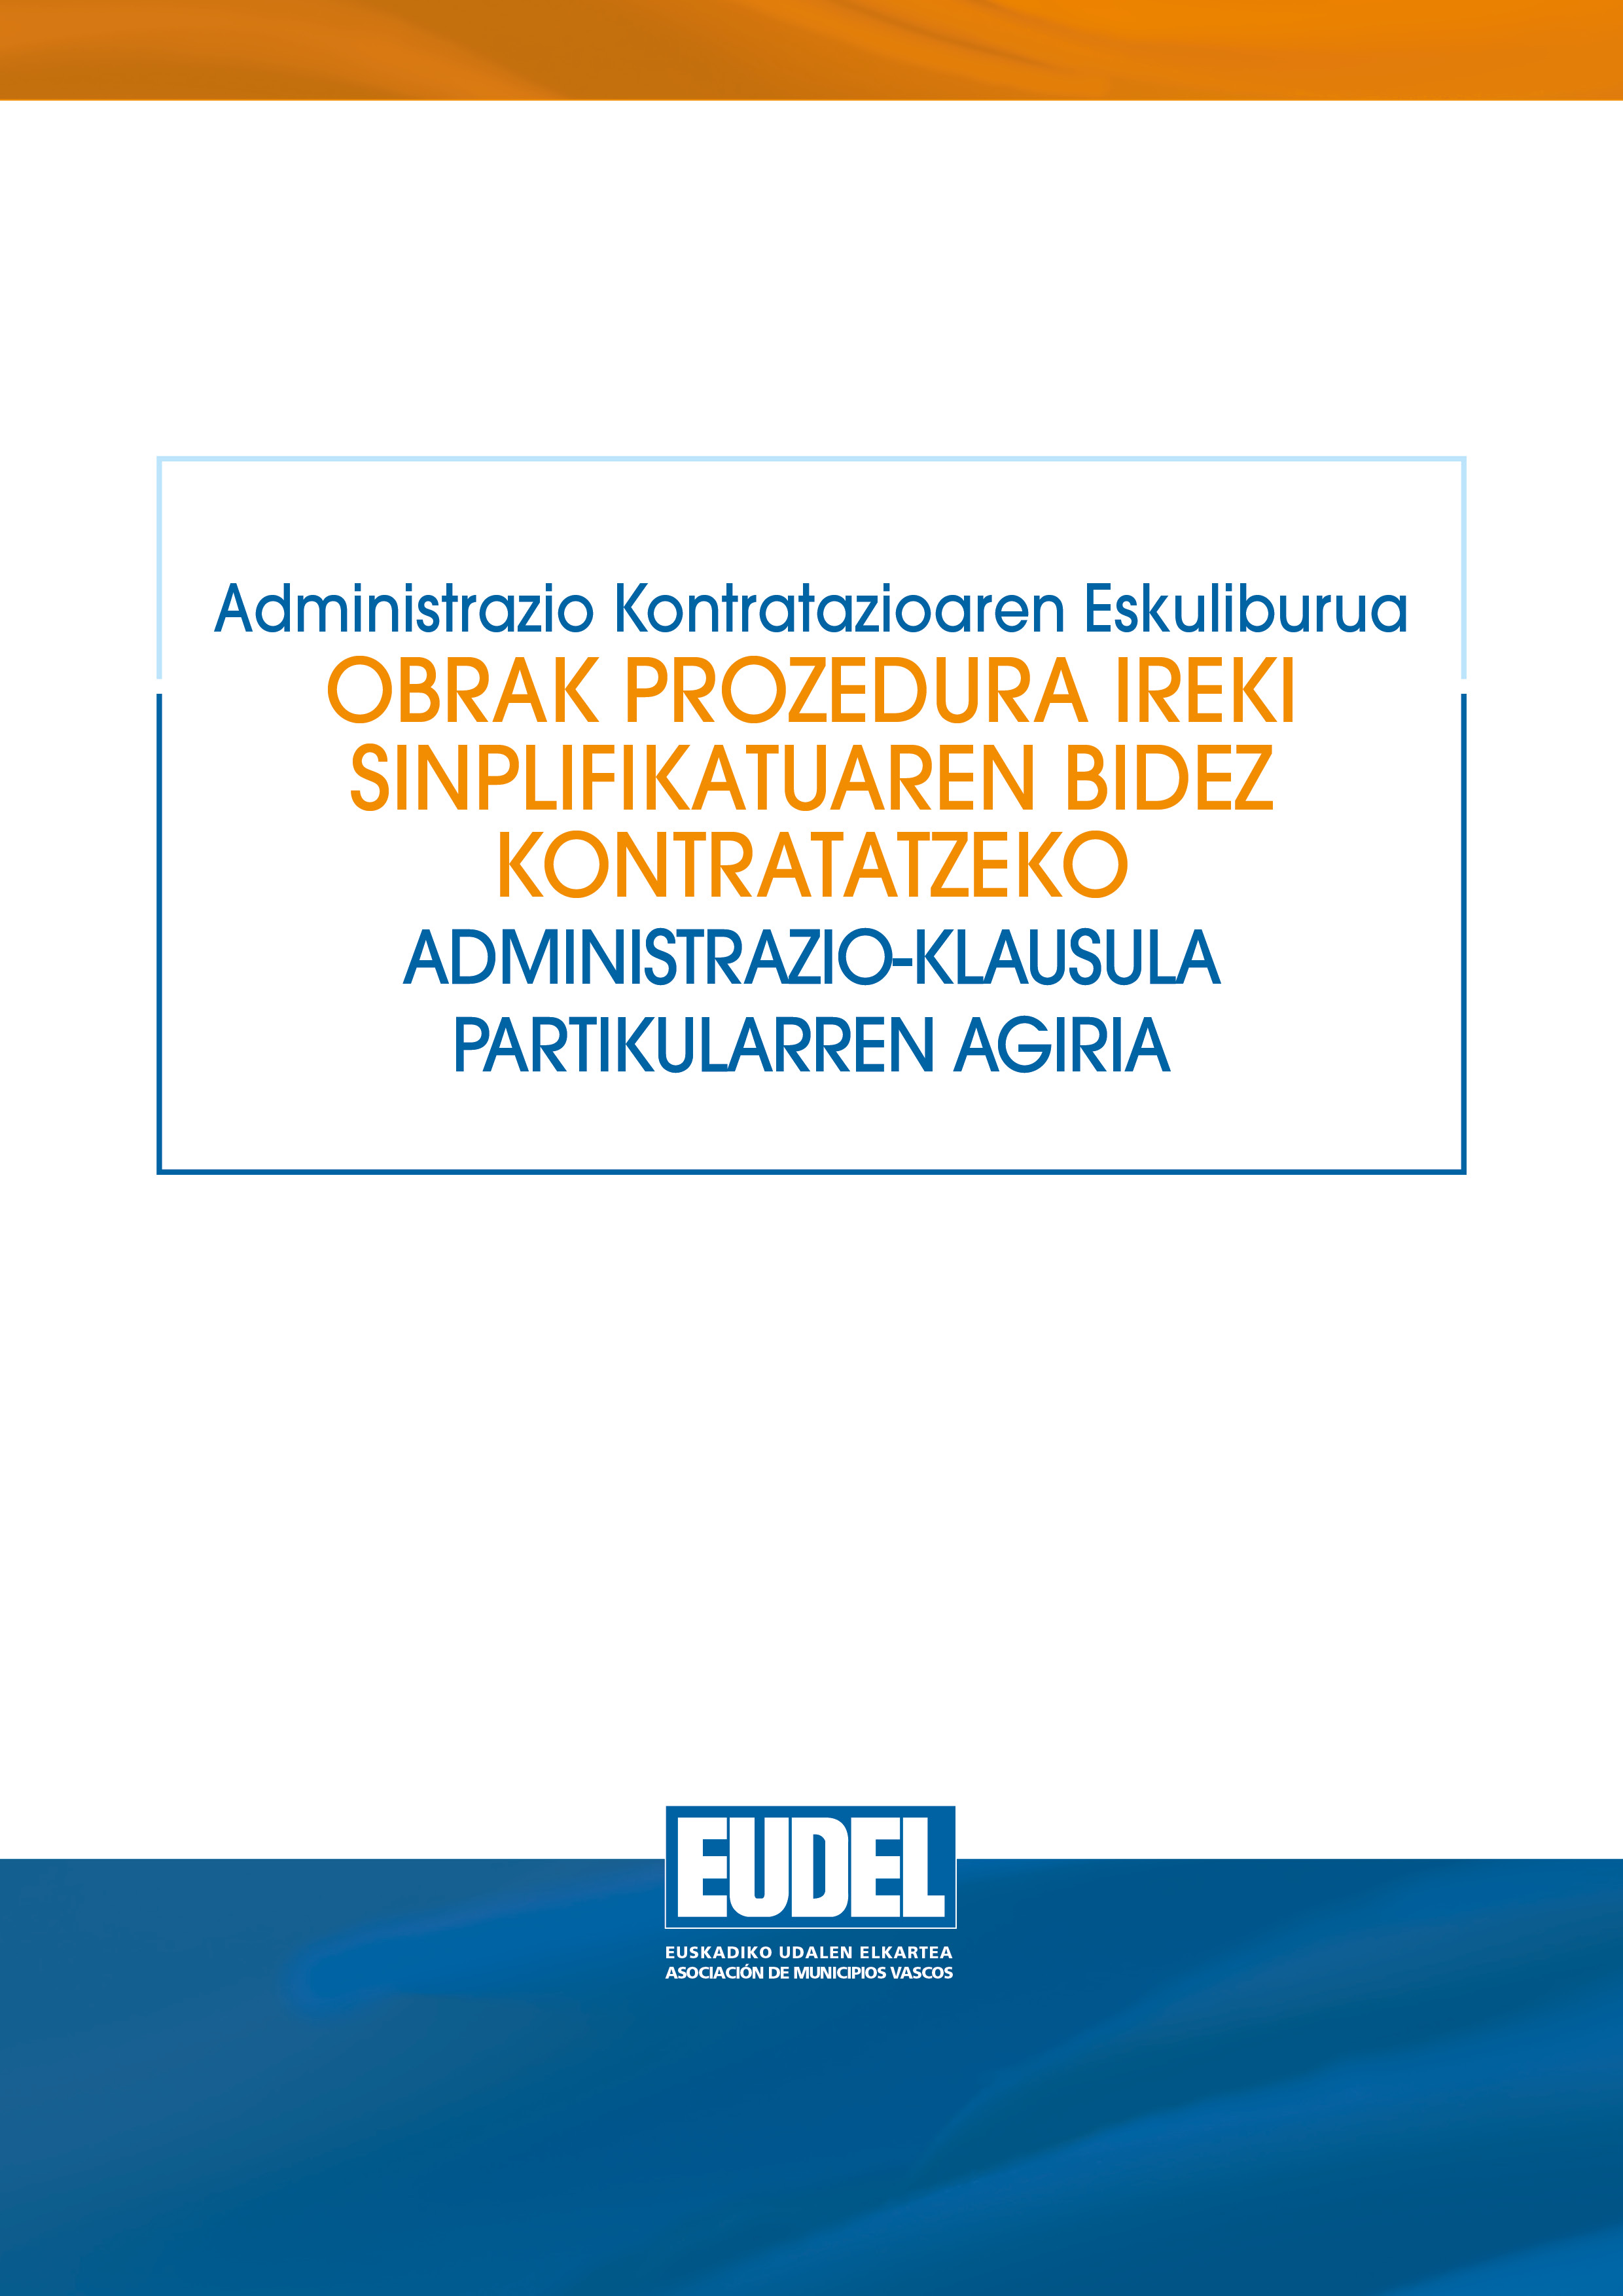 Administrazio Kontratazioaren Eskuliburua
OBRAK PROZEDURA IREKI
SINPLIFIKATUAREN BIDEZ
KONTRATATZEKO
ADMINISTRAZIO-KLAUSULA
PARTIKULARREN AGIRIA
EUDEL
EUSKADIKO UDALEN ELKARTEA
ASOCIACIÓN DE MUNICIPIOS VASCOS